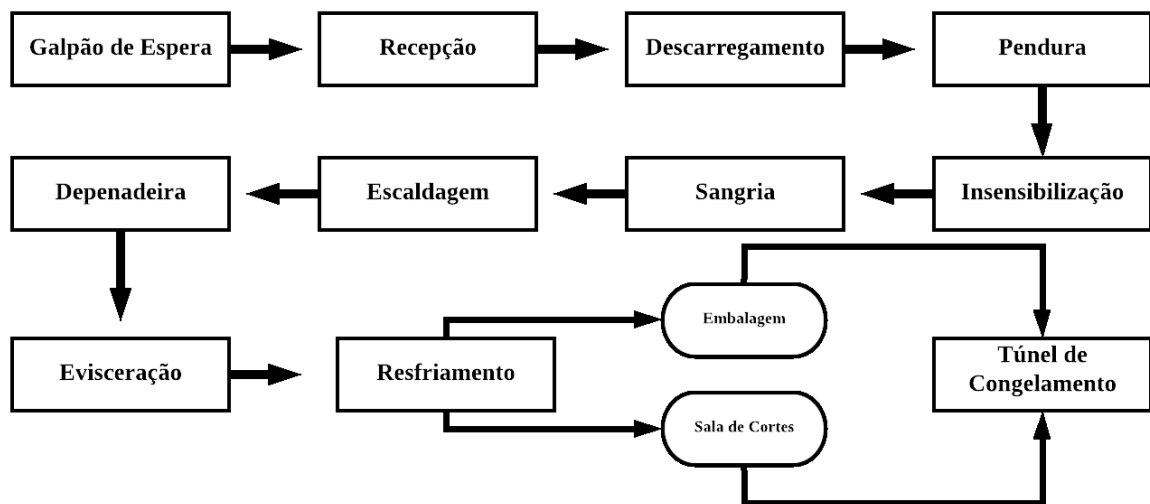 Galpão de Espera
Recepção
Descarregamento
Pendura
Depenadeira
Escaldagem
Sangria
Insensibilização
Embalagem
Evisceração
Resfriamento
Túnel de
Congelamento
Sala de Cortes